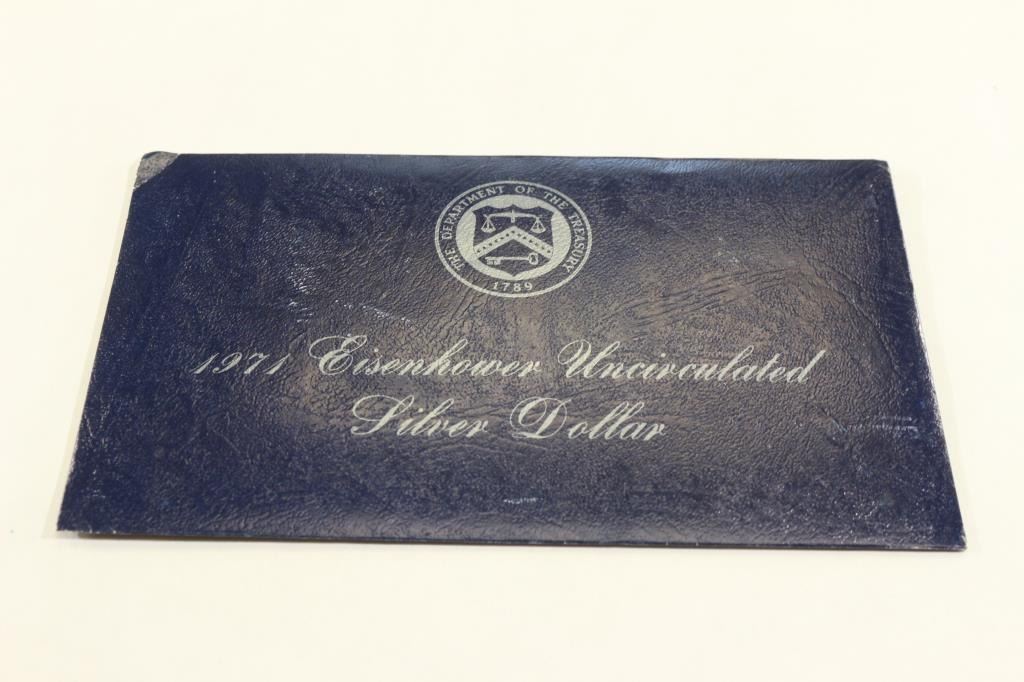 THE DEPARTMENT OF THE TREASURY
1789
1971 Eisenhower Uncirculated
Silver Dollar